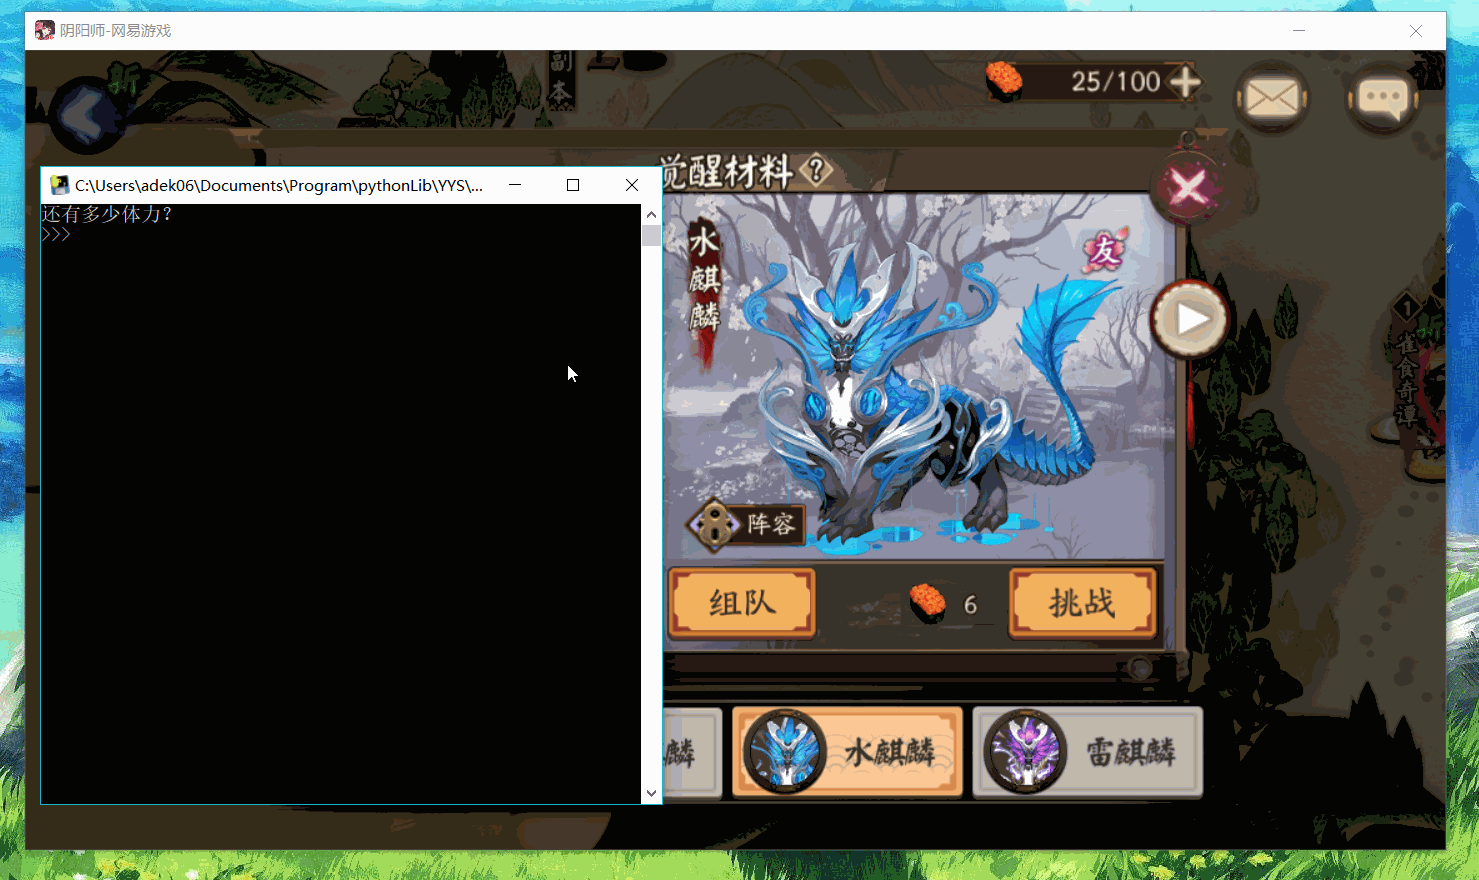 阴阳师-网易游戏
副本
25/100
觉醒材料?
C:\Users\adek06\Documents\Program\pythonLib\YYS\...
还有多少体力?
>>>
水麒麟
友
阵容
组队
6
挑战
1
雀食奇谭
麟
水麒麟
雷麒麟